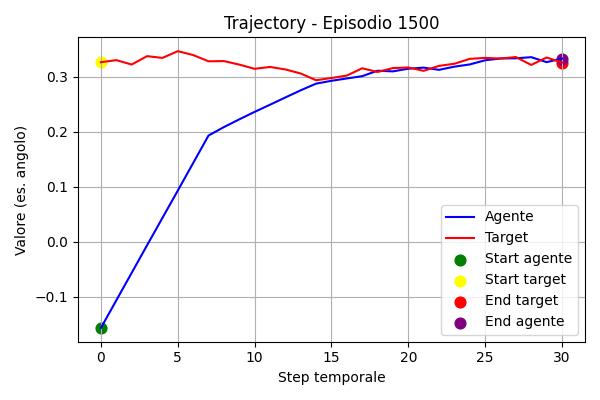 Trajectory - Episodio 1500
Valore (es. angolo)
0.3
0.2
0.1
0.0
−0.1
Agente
Target
Start agente
Start target
End target
End agente
0 5 10 15 20 25 30
Step temporale